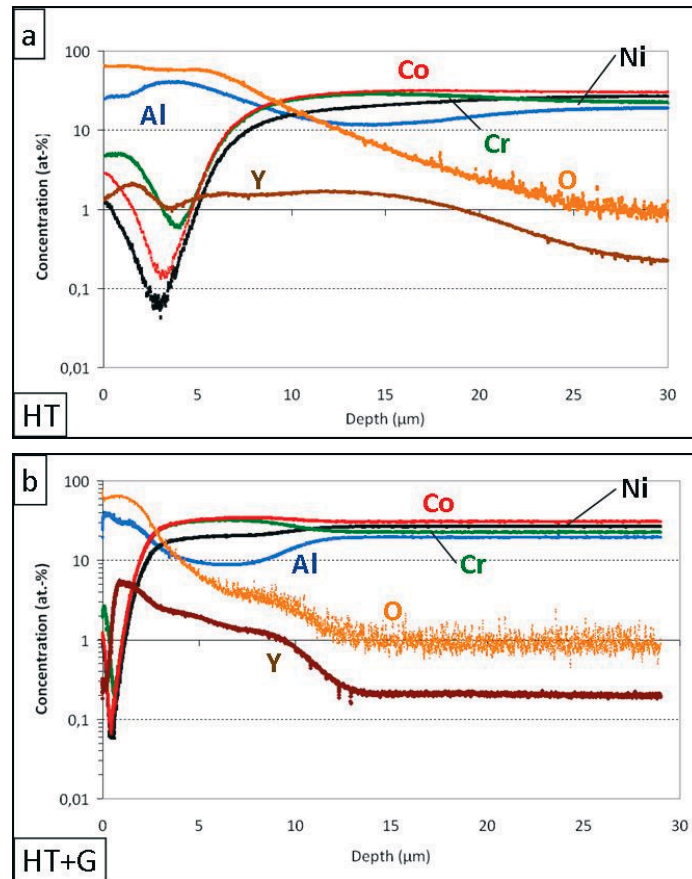 a
100
10
1
0,1
0,01
Concentration (at-%)
Co
Ni
Al
Cr
Y
O
0 5 10 15 20 25 30
Depth (µm)
HT
b
100
10
1
0,1
0,01
Concentration (at.-%)
Co
Ni
Al
Cr
O
Y
0 5 10 15 20 25 30
Depth (µm)
HT+G